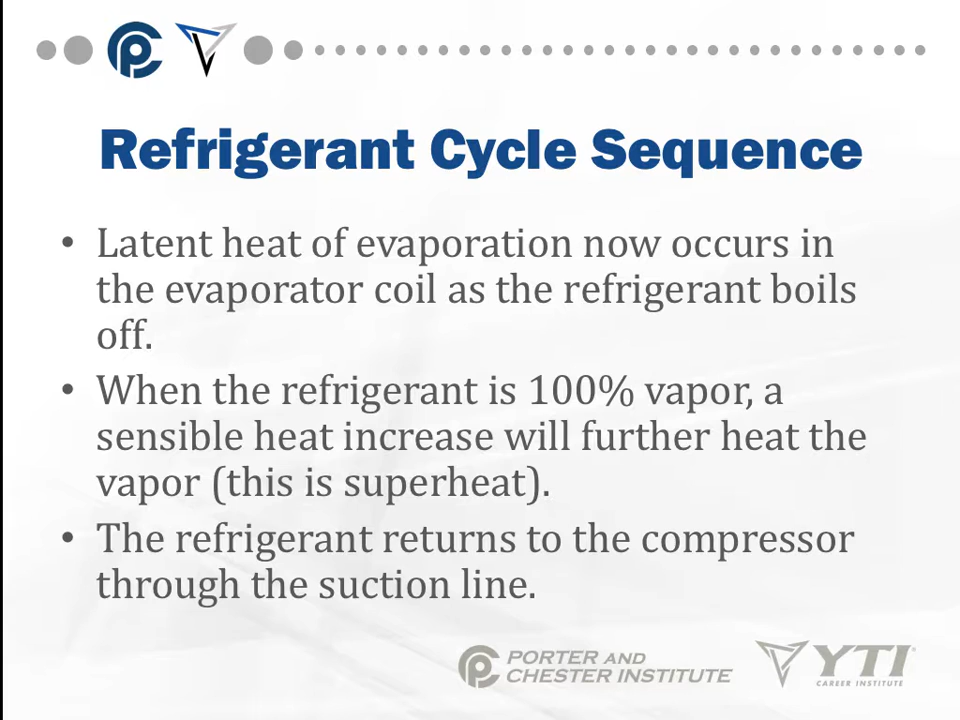 Refrigerant Cycle Sequence
• Latent heat of evaporation now occurs in
the evaporator coil as the refrigerant boils
off.
• When the refrigerant is 100% vapor, a
sensible heat increase will further heat the
vapor (this is superheat).
• The refrigerant returns to the compressor
through the suction line.
PORTER AND
CHESTER INSTITUTE
YTI
CAREER INSTITUTE